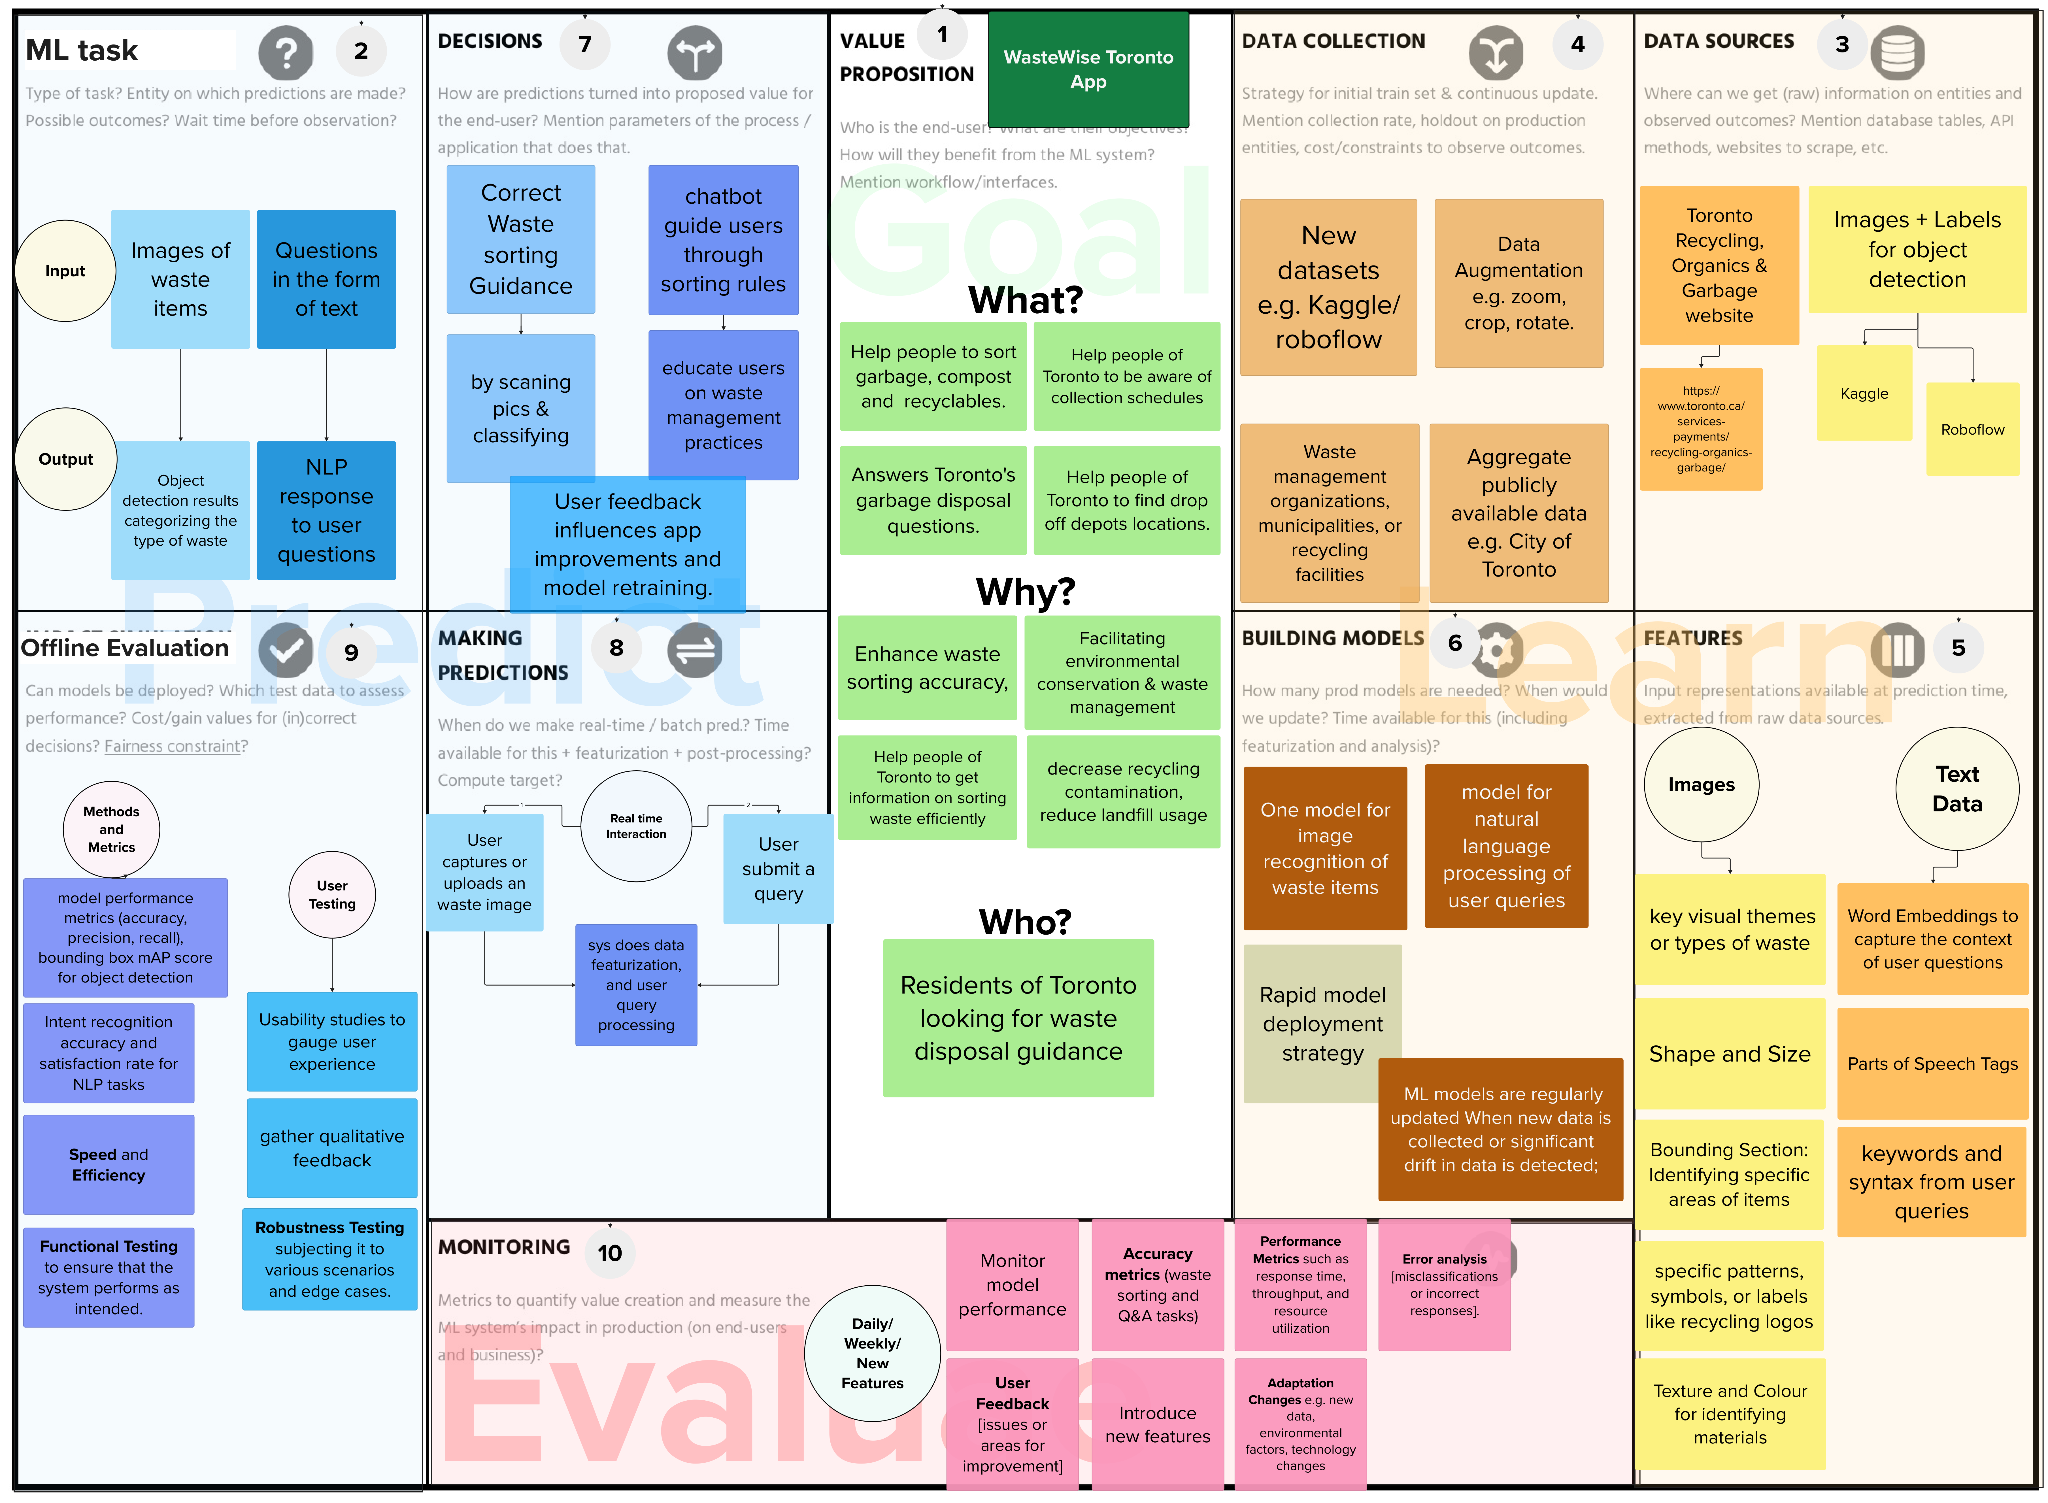 ML task
2
Type of task? Entity on which predictions are made?
Possible outcomes? Wait time before observation?
Input
Images of
waste
items
Questions
in the form
of text
Output
Object
detection results
categorizing the
type of waste
NLP
response
to user
questions
DECISIONS
7
How are predictions turned into proposed value for
the end-user? Mention parameters of the process /
application that does that.
Correct
Waste
sorting
Guidance
chatbot
guide users
through
sorting rules
by scaning
pics &
classifying
educate users
on waste
management
practices
User feedback
influences app
improvements and
model retraining.
VALUE
PROPOSITION
1
WasteWise Toronto
App
Who is the end-user? What are their objectives?
How will they benefit from the ML system?
Mention workflow/interfaces.
Goal
What?
Help people to sort
garbage, compost
and recyclables.
Help people of
Toronto to be aware of
collection schedules
Answers Toronto's
garbage disposal
questions.
Help people of
Toronto to find drop
off depots locations.
Why?
Enhance waste
sorting accuracy,
Facilitating
environmental
conservation & waste
management
Help people of
Toronto to get
information on sorting
waste efficiently
decrease recycling
contamination,
reduce landfill usage
Who?
Residents of Toronto
looking for waste
disposal guidance
DATA COLLECTION
4
Strategy for initial train set & continuous update.
Mention collection rate, holdout on production
entities, cost/constraints to observe outcomes.
New
datasets
e.g. Kaggle/
roboflow
Data
Augmentation
e.g. zoom,
crop, rotate.
Waste
management
organizations,
municipalities, or
recycling
facilities
Aggregate
publicly
available data
e.g. City of
Toronto
DATA SOURCES
3
Where can we get (raw) information on entities and
observed outcomes? Mention database tables, API
methods, websites to scrape, etc.
Toronto
Recycling,
Organics &
Garbage
website
Images + Labels
for object
detection
https://
www.toronto.ca/
services-
payments/
recycling-organics-
garbage/
Kaggle
Roboflow
Predict
Learn
Offline Evaluation
9
Can models be deployed? Which test data to assess
performance? Cost/gain values for (in)correct
decisions? Fairness constraint?
Methods
and
Metrics
model performance
metrics (accuracy,
precision, recall),
bounding box mAP score
for object detection
Intent recognition
accuracy and
satisfaction rate for
NLP tasks
Speed and
Efficiency
Functional Testing
to ensure that the
system performs as
intended.
User
Testing
Usability studies to
gauge user
experience
gather qualitative
feedback
Robustness Testing
subjecting it to
various scenarios
and edge cases.
MAKING
PREDICTIONS
8
When do we make real-time / batch pred.? Time
available for this + featurization + post-processing?
Compute target?
1
Real time
Interaction
2
User
captures or
uploads an
waste image
User
submit a
query
sys does data
featurization,
and user
query
processing
BUILDING MODELS
6
How many prod models are needed? When would
we update? Time available for this (including
featurization and analysis)?
One model for
image
recognition of
waste items
model for
natural
language
processing of
user queries
Rapid model
deployment
strategy
ML models are regularly
updated When new data is
collected or significant
drift in data is detected;
FEATURES
5
Input representations available at prediction time,
extracted from raw data sources.
Images
Text
Data
key visual themes
or types of waste
Word Embeddings to
capture the context
of user questions
Shape and Size
Parts of Speech Tags
Bounding Section:
Identifying specific
areas of items
keywords and
syntax from user
queries
specific patterns,
symbols, or labels
like recycling logos
Texture and Colour
for identifying
materials
MONITORING
10
Metrics to quantify value creation and measure the
ML system's impact in production (on end-users
and business)?
Evaluate
Daily/
Weekly/
New
Features
Monitor
model
performance
Accuracy
metrics (waste
sorting and
Q&A tasks)
Performance
Metrics such as
response time,
throughput, and
resource
utilization
Error analysis
[misclassifications
or incorrect
responses].
User
Feedback
[issues or
areas for
improvement]
Introduce
new features
Adaptation
Changes e.g. new
data,
environmental
factors, technology
changes